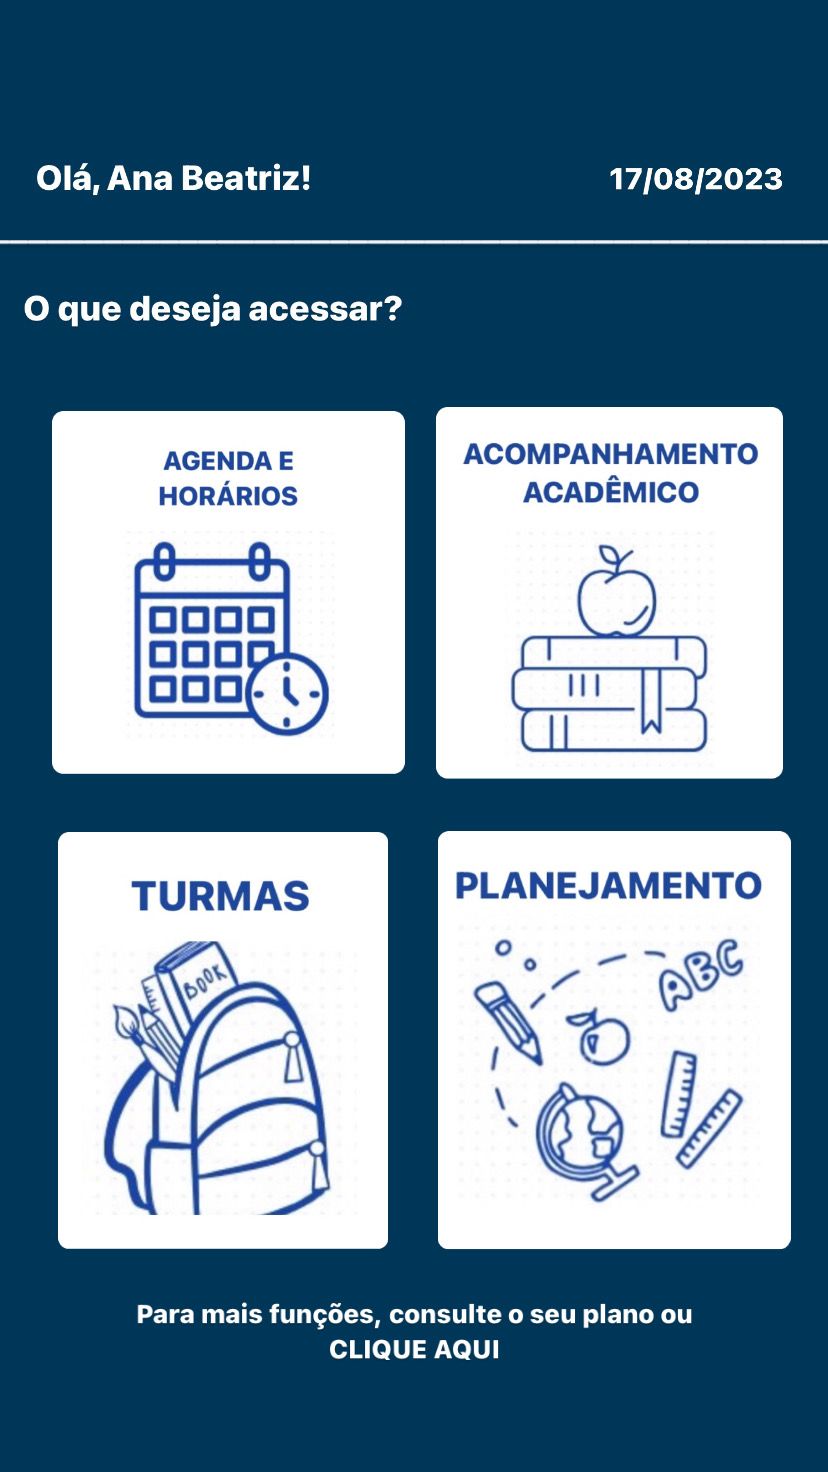 Olá, Ana Beatriz!
17/08/2023
O que deseja acessar?
AGENDA E
HORÁRIOS
ACOMPANHAMENTO
ACADÊMICO
TURMAS
BOOK
PLANEJAMENTO
ABC
Para mais funções, consulte o seu plano ou
CLIQUE AQUI